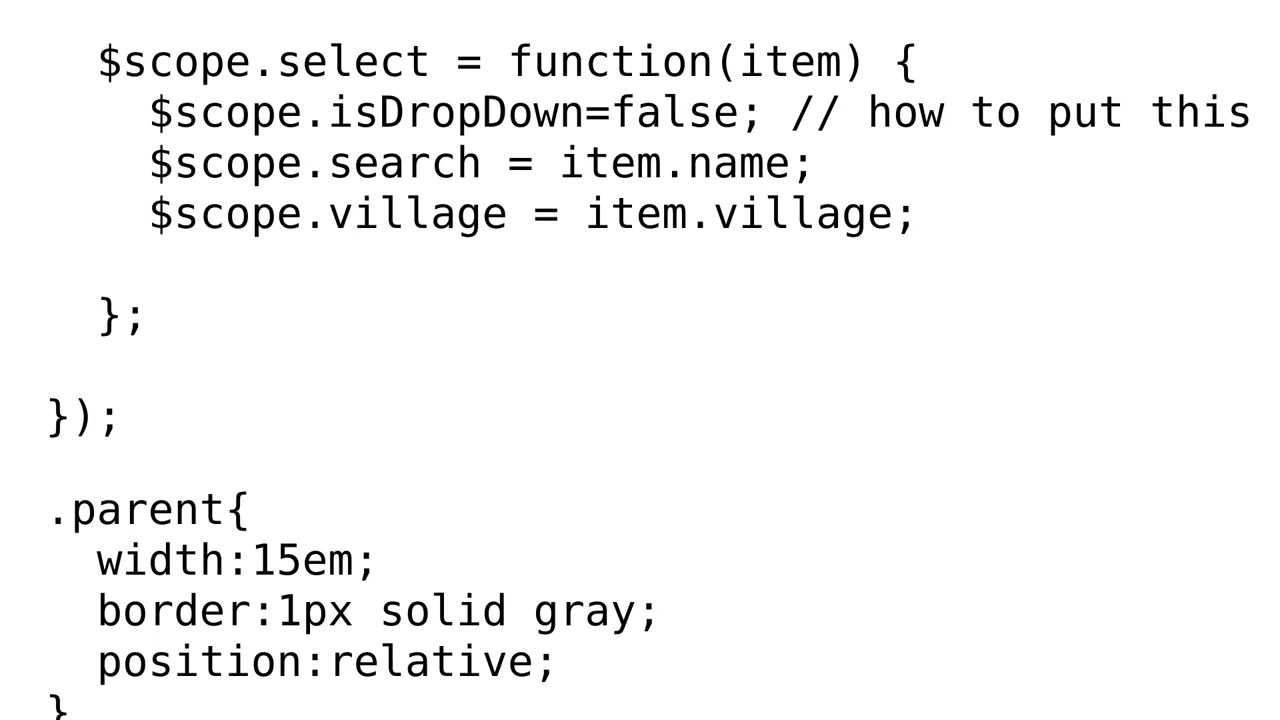 $scope.select = function(item) {
$scope.isDropDown=false; // how to put this
$scope.search = item.name;
$scope.village = item.village;
};
});
.parent{
width:15em;
border:1px solid gray;
position:relative;
}